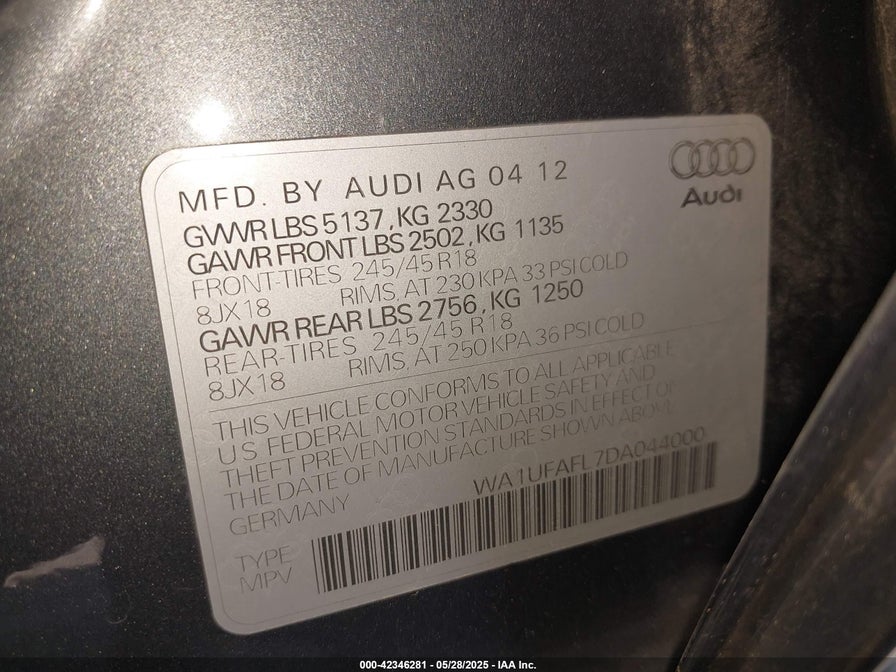 MFD. BY AUDI AG 04 12
Audi
GVWR LBS 5137, KG 2330
GAWR FRONT LBS 2502, KG 1135
FRONT-TIRES 245/45 R18
8JX18 RIMS, AT 230 KPA 33 PSI COLD
GAWR REAR LBS 2756, KG 1250
REAR-TIRES 245/45 R18
8JX18 RIMS, AT 250 KPA 36 PSI COLD
THIS VEHICLE CONFORMS TO ALL APPLICABLE
US FEDERAL MOTOR VEHICLE SAFETY AND
THEFT PREVENTION STANDARDS IN EFFECT ON
THE DATE OF MANUFACTURE SHOWN ABOVE
GERMANY WA1UFAFL7DA044000
TYPE
MPV
000-42346281 - 05/28/2025 - IAA Inc.